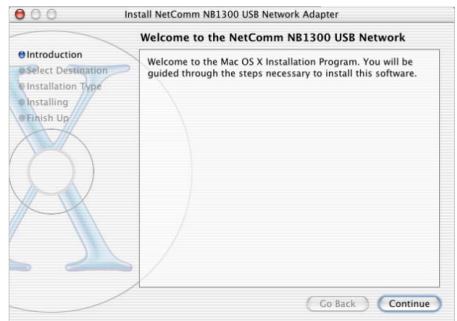 Install NetComm NB1300 USB Network Adapter
Welcome to the NetComm NB1300 USB Network
Introduction
Select Destination
Installation Type
Installing
Finish Up
Welcome to the Mac OS X Installation Program. You will be
guided through the steps necessary to install this software.
Go Back
Continue